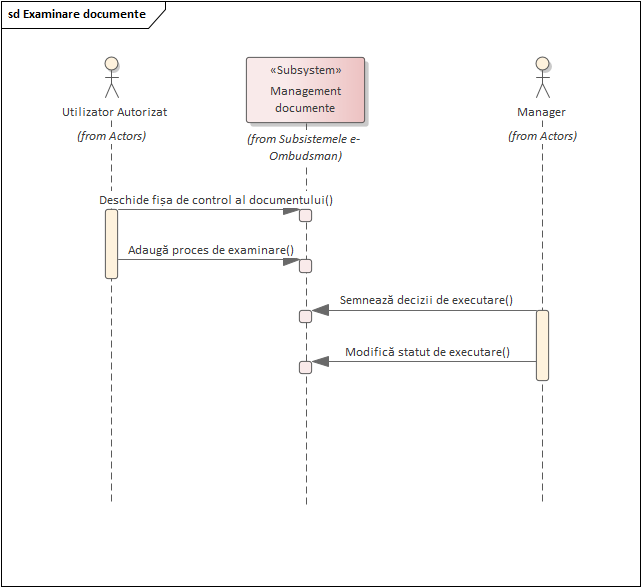 sd Examinare documente
«Subsystem»
Management
documente
Utilizator Autorizat
(from Actors)
(from Subsistemele e-
Ombudsman)
Manager
(from Actors)
Deschide fișa de control al documentului()
Adaugă proces de examinare()
Semnează decizii de executare()
Modifică statut de executare()